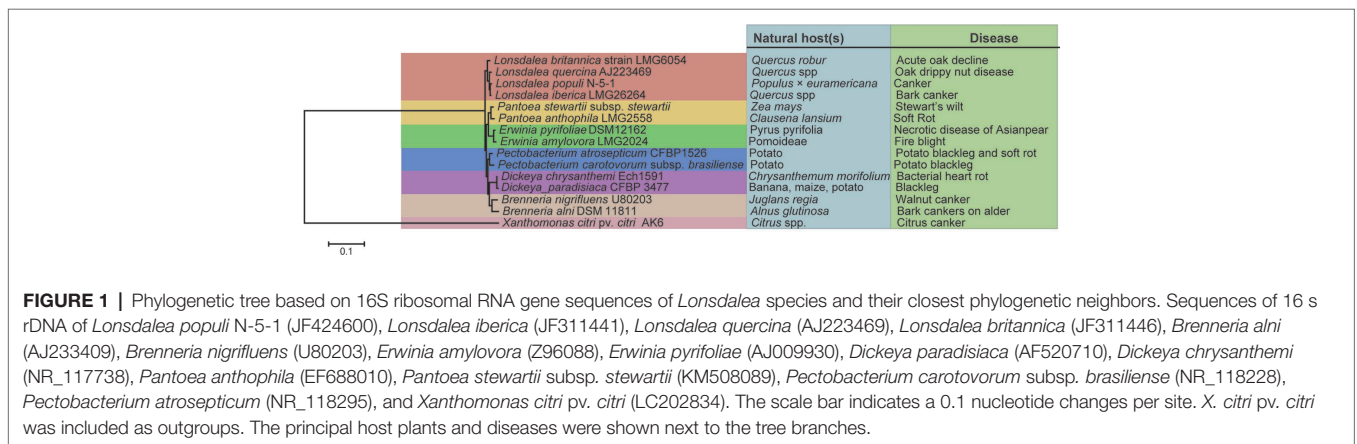 Natural host(s) Disease
Lonsdalea britannica strain LMG6054 Quercus robur Acute oak decline
Lonsdalea quercina AJ223469 Quercus spp Oak drippy nut disease
Lonsdalea populi N-5-1 Populus × euramericana Canker
Lonsdalea iberica LMG26264 Quercus spp Bark canker
Pantoea stewartii subsp. stewartii Zea mays Stewart's wilt
Pantoea anthophila LMG2558 Clausena lansium Soft Rot
Erwinia pyrifoliae DSM12162 Pyrus pyrifolia Necrotic disease of Asianpear
Erwinia amylovora LMG2024 Pomoideae Fire blight
Pectobacterium atrosepticum CFBP1526 Potato Potato blackleg and soft rot
Pectobacterium carotovorum subsp. brasiliense Potato Potato blackleg
Dickeya chrysanthemi Ech1591 Chrysanthemum morifolium Bacterial heart rot
Dickeya_paradisiaca CFBP 3477 Banana, maize, potato Blackleg
Brenneria nigrifluens U80203 Juglans regia Walnut canker
Brenneria alni DSM 11811 Alnus glutinosa Bark cankers on alder
Xanthomonas citri pv. citri AK6 Citrus spp. Citrus canker
0.1
FIGURE 1 | Phylogenetic tree based on 16S ribosomal RNA gene sequences of Lonsdalea species and their closest phylogenetic neighbors. Sequences of 16 s
rDNA of Lonsdalea populi N-5-1 (JF424600), Lonsdalea iberica (JF311441), Lonsdalea quercina (AJ223469), Lonsdalea britannica (JF311446), Brenneria alni
(AJ233409), Brenneria nigrifluens (U80203), Erwinia amylovora (Z96088), Erwinia pyrifoliae (AJ009930), Dickeya paradisiaca (AF520710), Dickeya chrysanthemi
(NR_117738), Pantoea anthophila (EF688010), Pantoea stewartii subsp. stewartii (KM508089), Pectobacterium carotovorum subsp. brasiliense (NR_118228),
Pectobacterium atrosepticum (NR_118295), and Xanthomonas citri pv. citri (LC202834). The scale bar indicates a 0.1 nucleotide changes per site. X. citri pv. citri
was included as outgroups. The principal host plants and diseases were shown next to the tree branches.